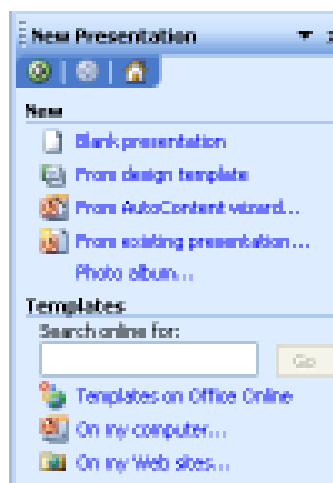 New Presentation
New
Blank presentation
From design template
From AutoContent wizard...
From existing presentation...
Photo album...
Templates
Search online for:
Go
Templates on Office Online
On my computer...
On my Web sites...